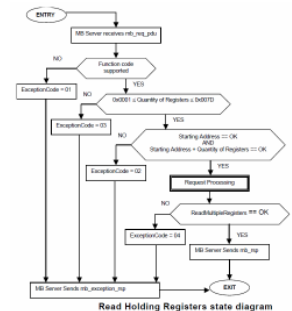 ENTRY
MB Server receives mb_req_pdu
NO
Function code
supported
YES
ExceptionCode = 01
NO
0x0001 ≤ Quantity of Registers ≤ 0x007D
YES
ExceptionCode = 03
NO
Starting Address == OK
AND
Starting Address + Quantity of Registers == OK
ExceptionCode = 02
YES
Request Processing
NO
ReadMultipleRegisters == OK
YES
ExceptionCode = 04
MB Server Sends mb_rsp
MB Server Sends mb_exception_rsp
EXIT
Read Holding Registers state diagram